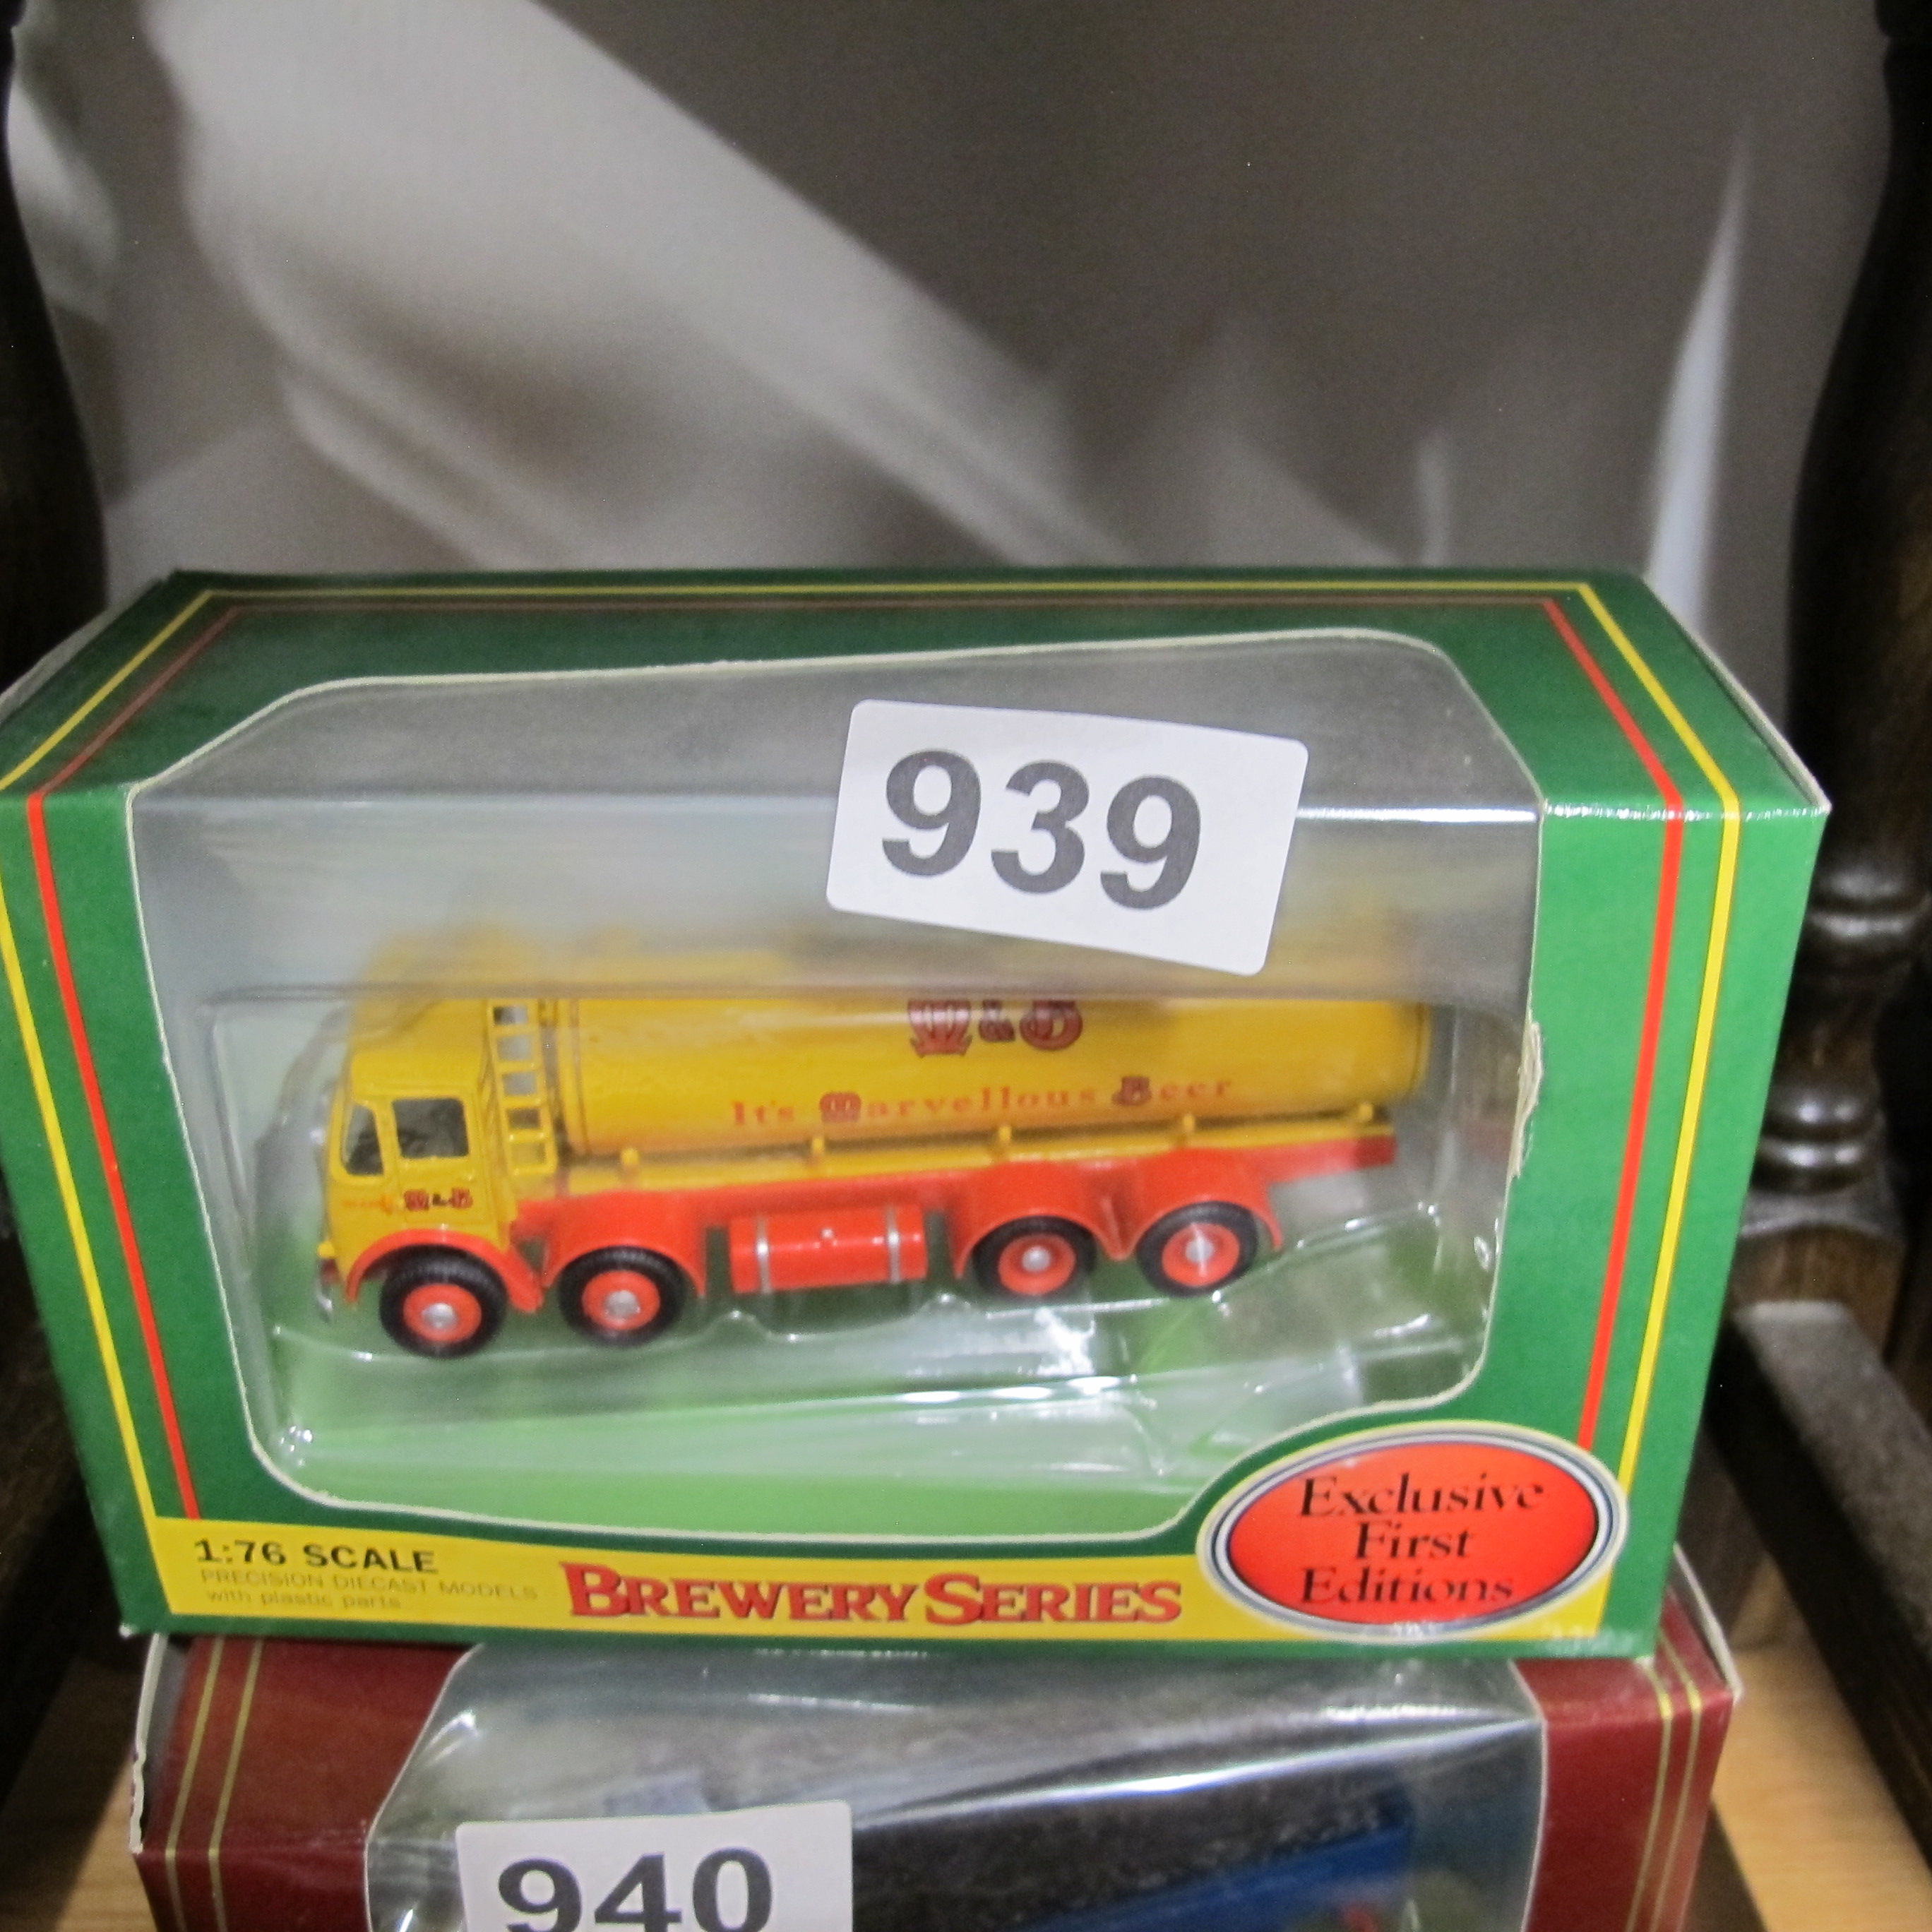 939
M&B
It's Marvellous Beer
M&B
1:76 SCALE
PRECISION DIECAST MODELS
with plastic parts
BREWERY SERIES
Exclusive
First
Editions
940